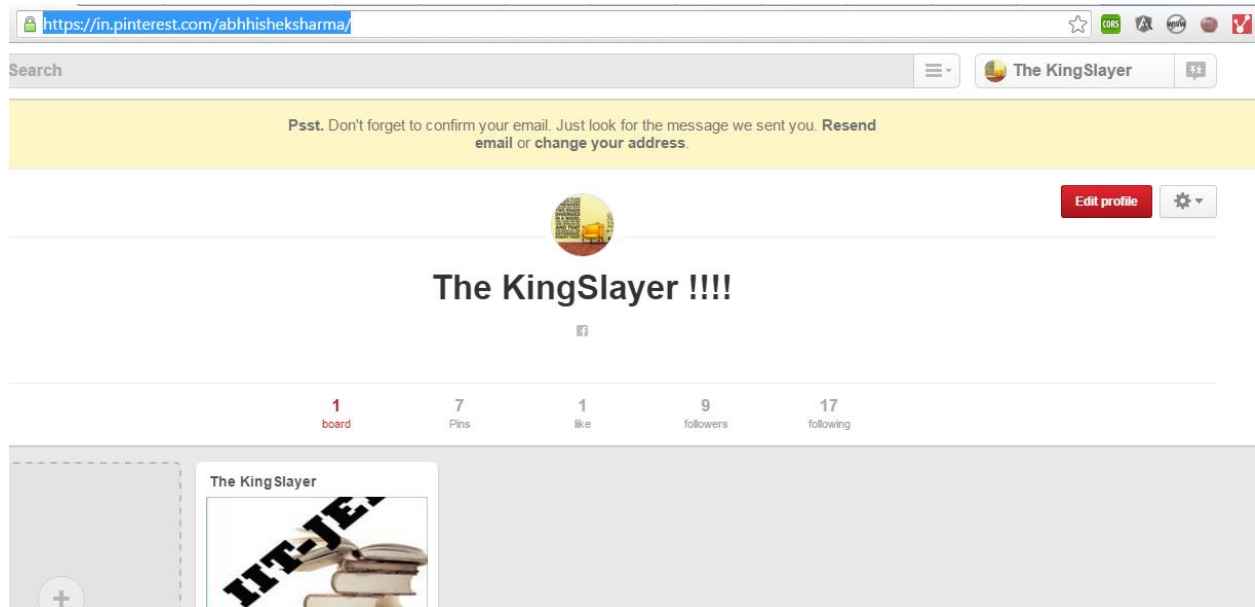 https://in.pinterest.com/abhhisheksharma/
CORS
Search
The KingSlayer
Psst. Don't forget to confirm your email. Just look for the message we sent you. Resend
email or change your address.
Edit profile
The KingSlayer !!!!
1
board
7
Pins
1
like
9
followers
17
following
The KingSlayer
IIT-JE